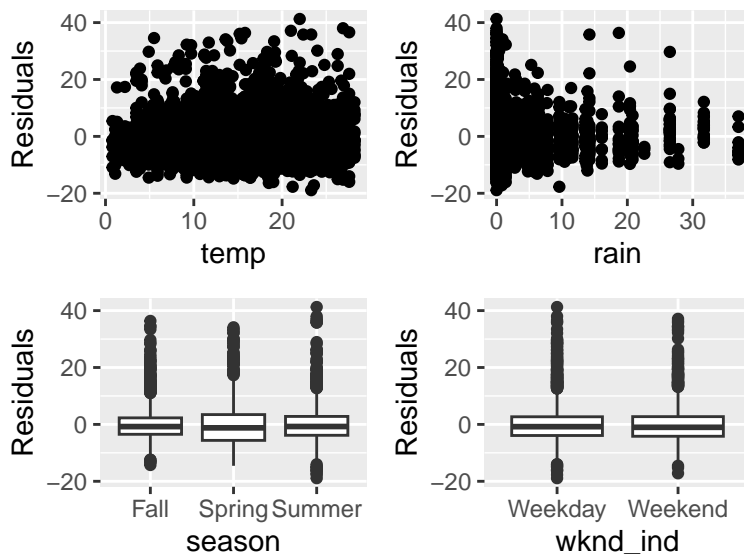 40
20
0
−20
Residuals
0 10 20
temp
40
20
0
−20
Residuals
0 10 20 30
rain
40
20
0
−20
Residuals
Fall Spring Summer
season
40
20
0
−20
Residuals
Weekday Weekend
wknd_ind